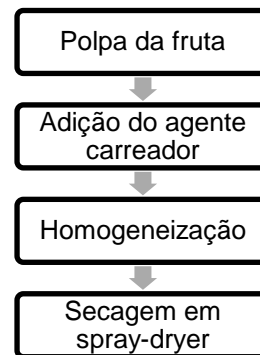 Polpa da fruta
Adição do agente
carreador
Homogeneização
Secagem em
spray-dryer